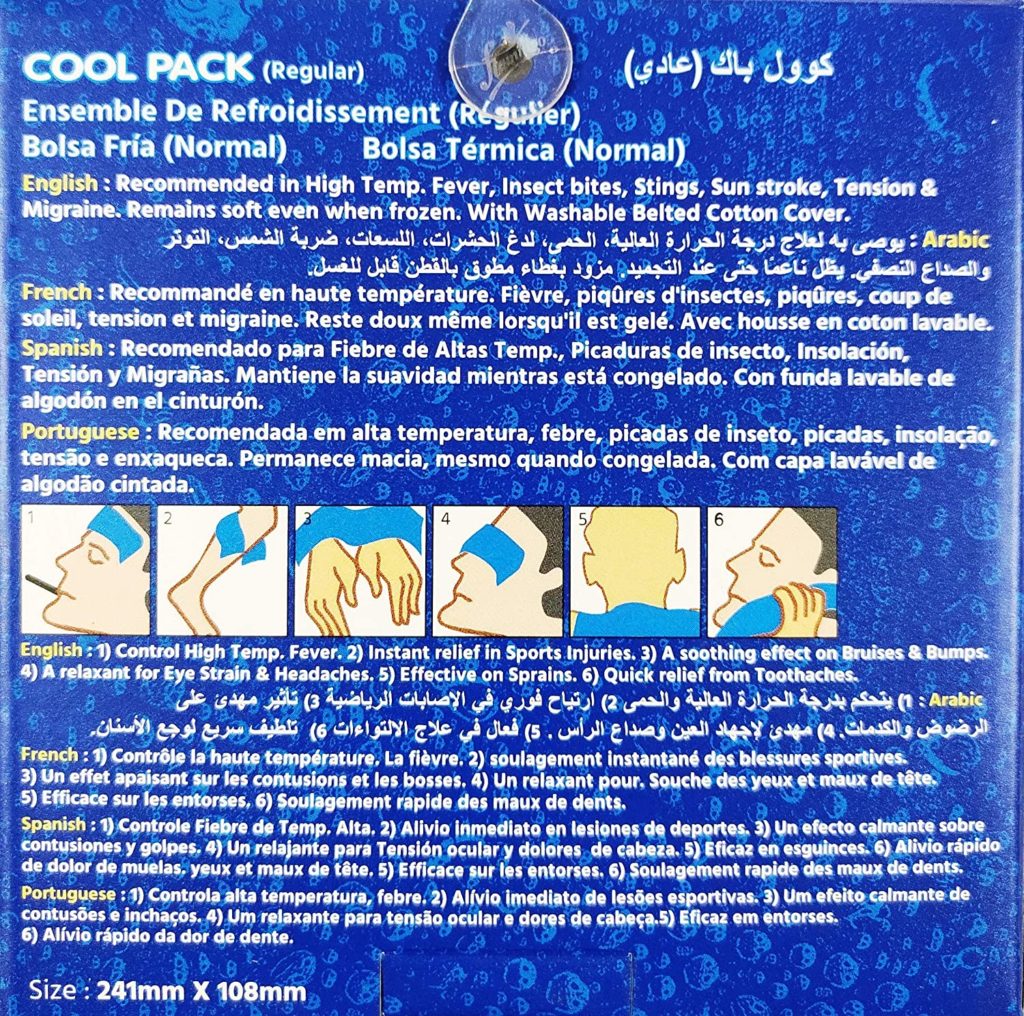 COOL PACK (Regular)
كوول باك (عادي)
Ensemble De Refroidissement (Régulier)
Bolsa Fría (Normal) Bolsa Térmica (Normal)
English : Recommended in High Temp. Fever, Insect bites, Stings, Sun stroke, Tension &
Migraine. Remains soft even when frozen. With Washable Belted Cotton Cover.
Arabic : يوصى به لعلاج درجة الحرارة العالية، الحمى، لدغ الحشرات، اللسعات، ضربة الشمس، التوتر
والصداع النصفي. يظل ناعمًا حتى عند التجميد. مزود بغطاء مطوق بالقطن قابل للغسل.
French : Recommandé en haute température. Fièvre, piqûres d'insectes, piqûres, coup de
soleil, tension et migraine. Reste doux même lorsqu'il est gelé. Avec housse en coton lavable.
Spanish : Recomendado para Fiebre de Altas Temp., Picaduras de insecto, Insolación,
Tensión y Migrañas. Mantiene la suavidad mientras está congelado. Con funda lavable de
algodón en el cinturón.
Portuguese : Recomendada em alta temperatura, febre, picadas de inseto, picadas, insolação,
tensão e enxaqueca. Permanece macia, mesmo quando congelada. Com capa lavável de
algodão cintada.
1 2 3 4 5 6
English : 1) Control High Temp. Fever. 2) Instant relief in Sports Injuries. 3) A soothing effect on Bruises & Bumps.
4) A relaxant for Eye Strain & Headaches. 5) Effective on Sprains. 6) Quick relief from Toothaches.
Arabic : 1) يتحكم بدرجة الحرارة العالية والحمى 2) ارتياح فوري في الإصابات الرياضية 3) تأثير مهدئ على
الرضوض والكدمات. 4) مهدئ لإجهاد العين وصداع الرأس . 5) فعال في علاج الالتواءات 6) تلطيف سريع لوجع الأسنان.
French : 1) Contrôle la haute température. La fièvre. 2) soulagement instantané des blessures sportives.
3) Un effet apaisant sur les contusions et les bosses. 4) Un relaxant pour. Souche des yeux et maux de tête.
5) Efficace sur les entorses. 6) Soulagement rapide des maux de dents.
Spanish : 1) Controle Fiebre de Temp. Alta. 2) Alivio inmediato en lesiones de deportes. 3) Un efecto calmante sobre
contusiones y golpes. 4) Un relajante para Tensión ocular y dolores de cabeza. 5) Eficaz en esguinces. 6) Alivio rápido
de dolor de muelas. yeux et maux de tête. 5) Efficace sur les entorses. 6) Soulagement rapide des maux de dents.
Portuguese : 1) Controla alta temperatura, febre. 2) Alívio imediato de lesões esportivas. 3) Um efeito calmante de
contusões e inchaços. 4) Um relaxante para tensão ocular e dores de cabeça.5) Eficaz em entorses.
6) Alívio rápido da dor de dente.
Size : 241mm X 108mm